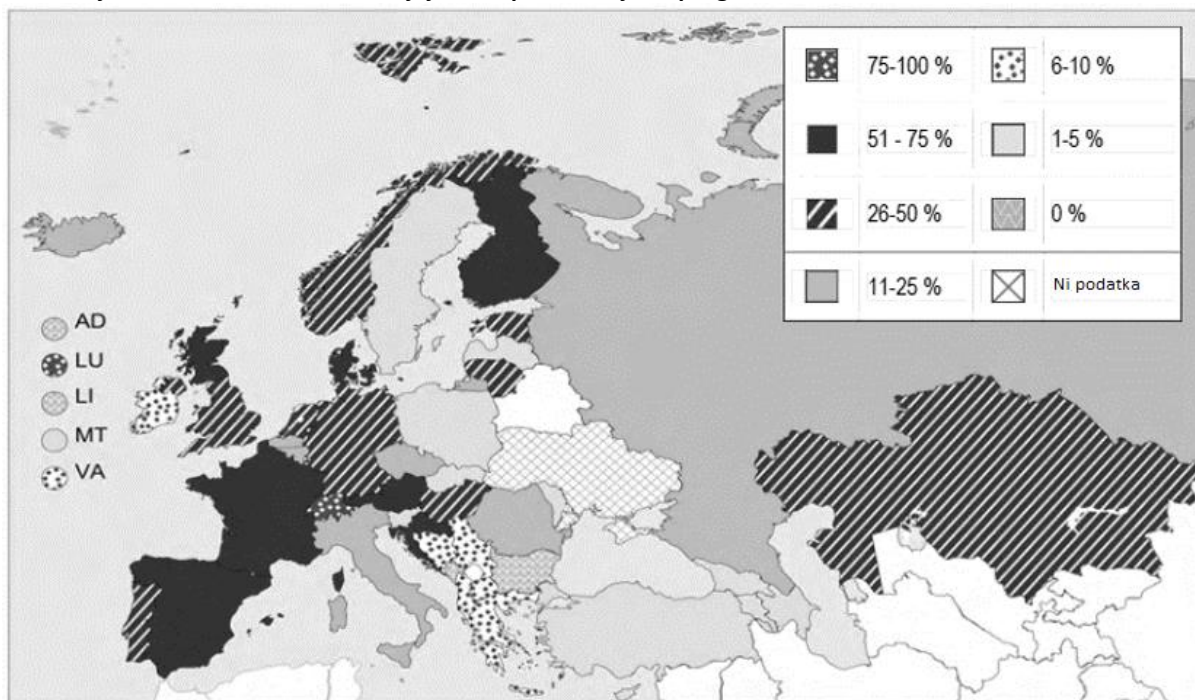 75-100 %
6-10 %
51 - 75 %
1-5 %
26-50 %
0 %
11-25 %
Ni podatka
AD
LU
LI
MT
VA